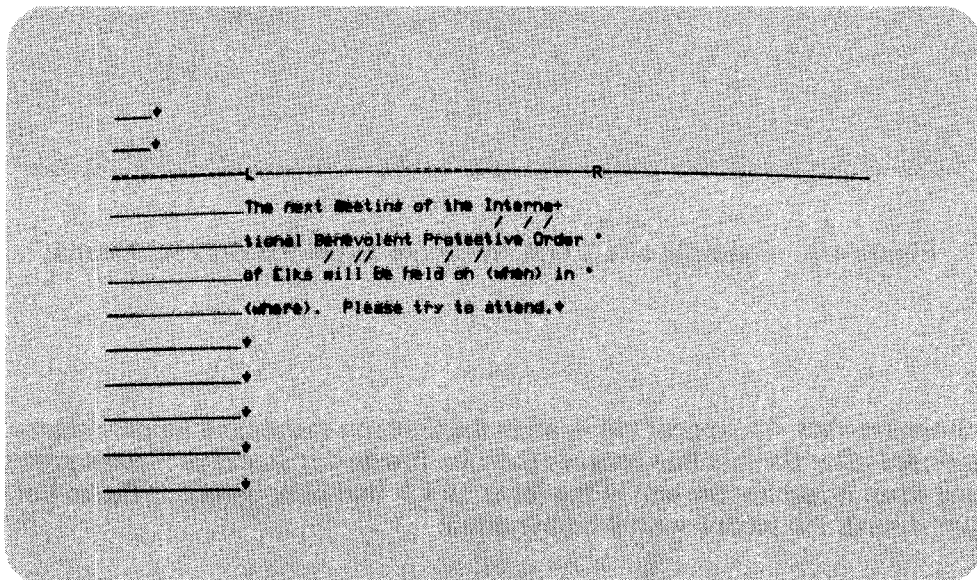 L R
The next meeting of the Interna+
tional Benevolent Protective Order
of Elks will be held on (when) in
(where). Please try to attend.